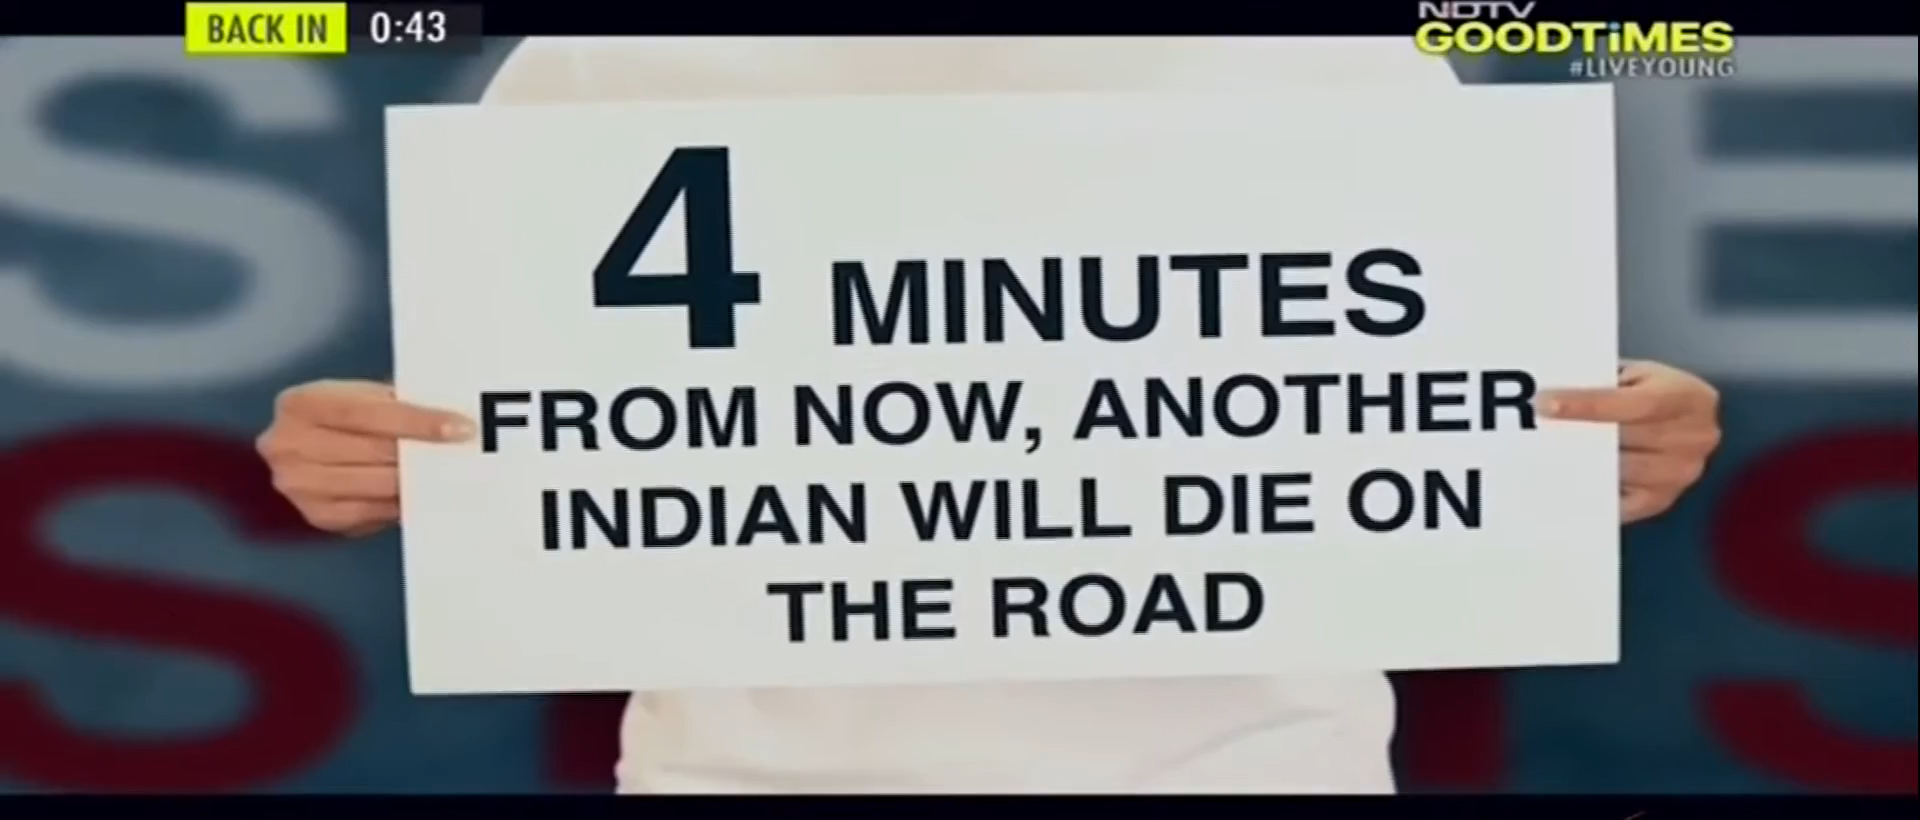 BACK IN 0:43
NDTV
GOODTiMES
#LIVEYOUNG
4 MINUTES
FROM NOW, ANOTHER
INDIAN WILL DIE ON
THE ROAD